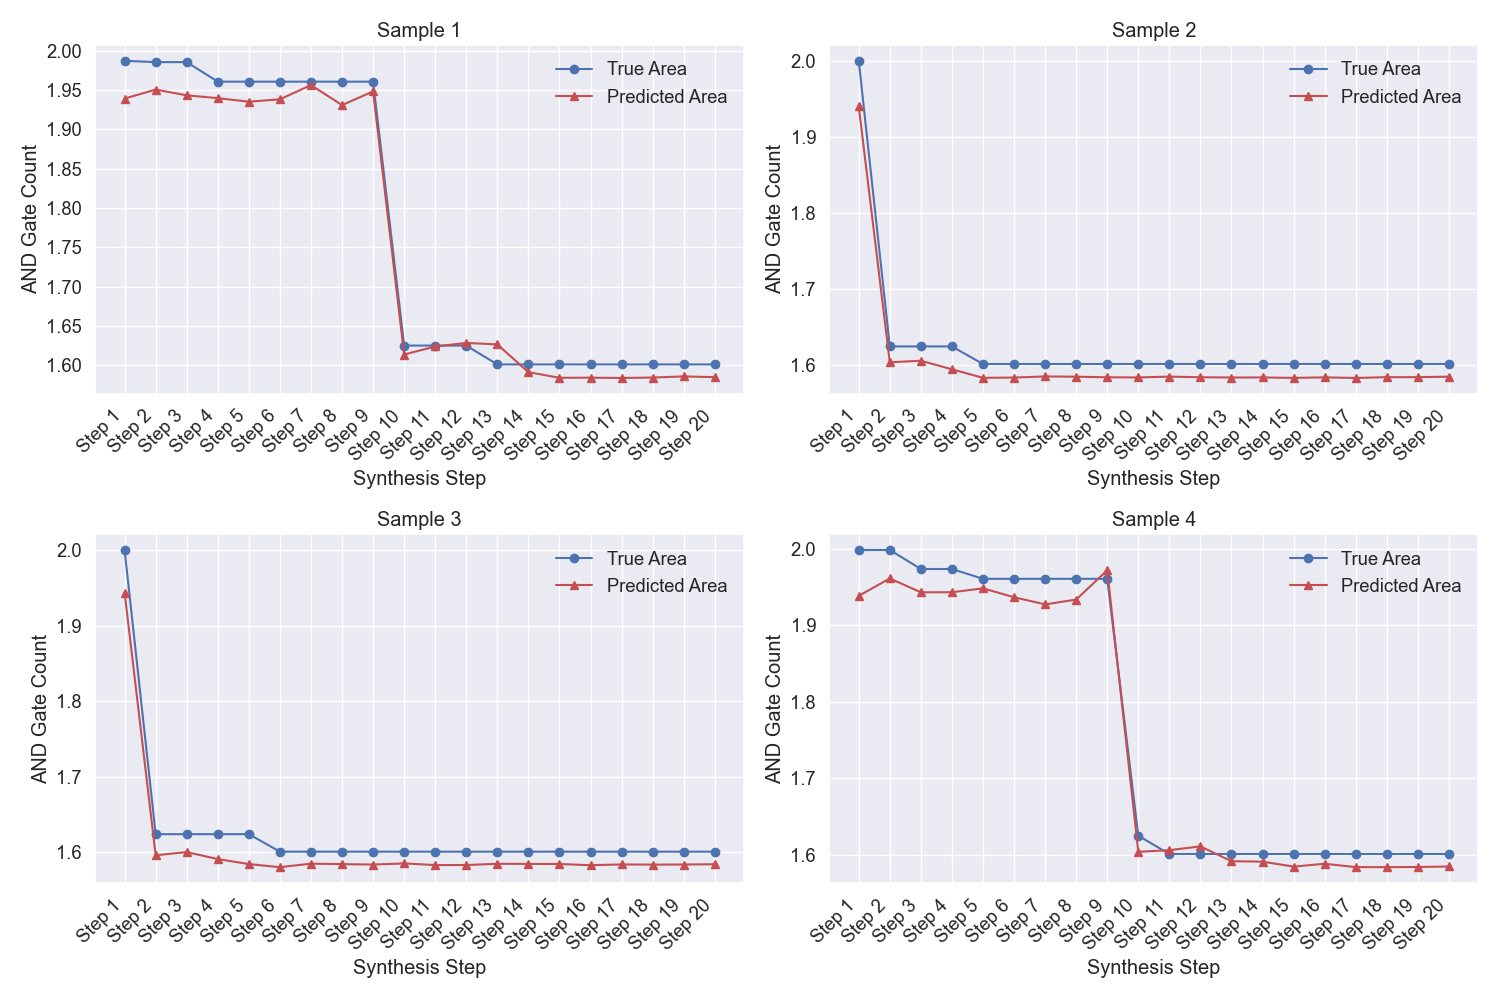 Sample 1
2.00
1.95
1.90
1.85
1.80
1.75
1.70
1.65
1.60
AND Gate Count
True Area
Predicted Area
Step 1
Step 2
Step 3
Step 4
Step 5
Step 6
Step 7
Step 8
Step 9
Step 10
Step 11
Step 12
Step 13
Step 14
Step 15
Step 16
Step 17
Step 18
Step 19
Step 20
Synthesis Step
Sample 2
2.0
1.9
1.8
1.7
1.6
AND Gate Count
True Area
Predicted Area
Step 1
Step 2
Step 3
Step 4
Step 5
Step 6
Step 7
Step 8
Step 9
Step 10
Step 11
Step 12
Step 13
Step 14
Step 15
Step 16
Step 17
Step 18
Step 19
Step 20
Synthesis Step
Sample 3
2.0
1.9
1.8
1.7
1.6
AND Gate Count
True Area
Predicted Area
Step 1
Step 2
Step 3
Step 4
Step 5
Step 6
Step 7
Step 8
Step 9
Step 10
Step 11
Step 12
Step 13
Step 14
Step 15
Step 16
Step 17
Step 18
Step 19
Step 20
Synthesis Step
Sample 4
2.0
1.9
1.8
1.7
1.6
AND Gate Count
True Area
Predicted Area
Step 1
Step 2
Step 3
Step 4
Step 5
Step 6
Step 7
Step 8
Step 9
Step 10
Step 11
Step 12
Step 13
Step 14
Step 15
Step 16
Step 17
Step 18
Step 19
Step 20
Synthesis Step